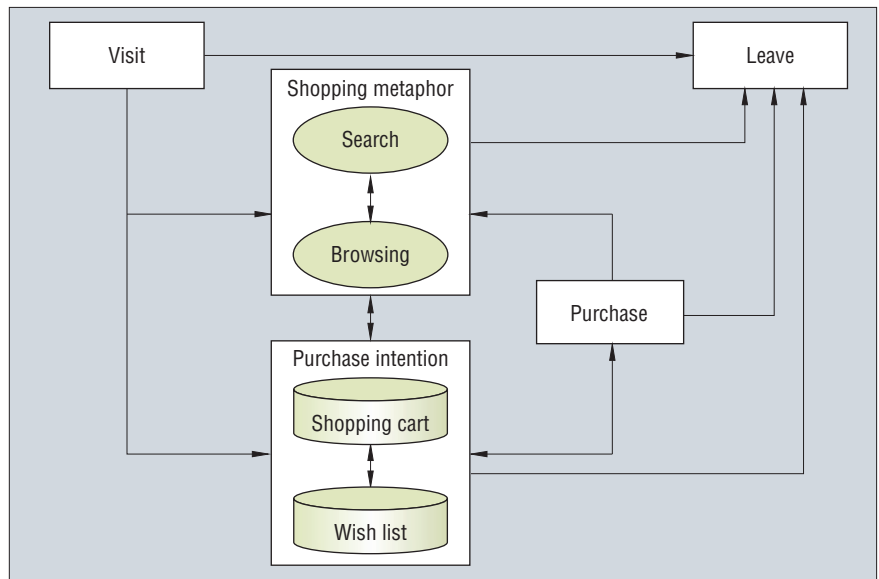 Visit
Leave
Shopping metaphor
Search
Browsing
Purchase
Purchase intention
Shopping cart
Wish list